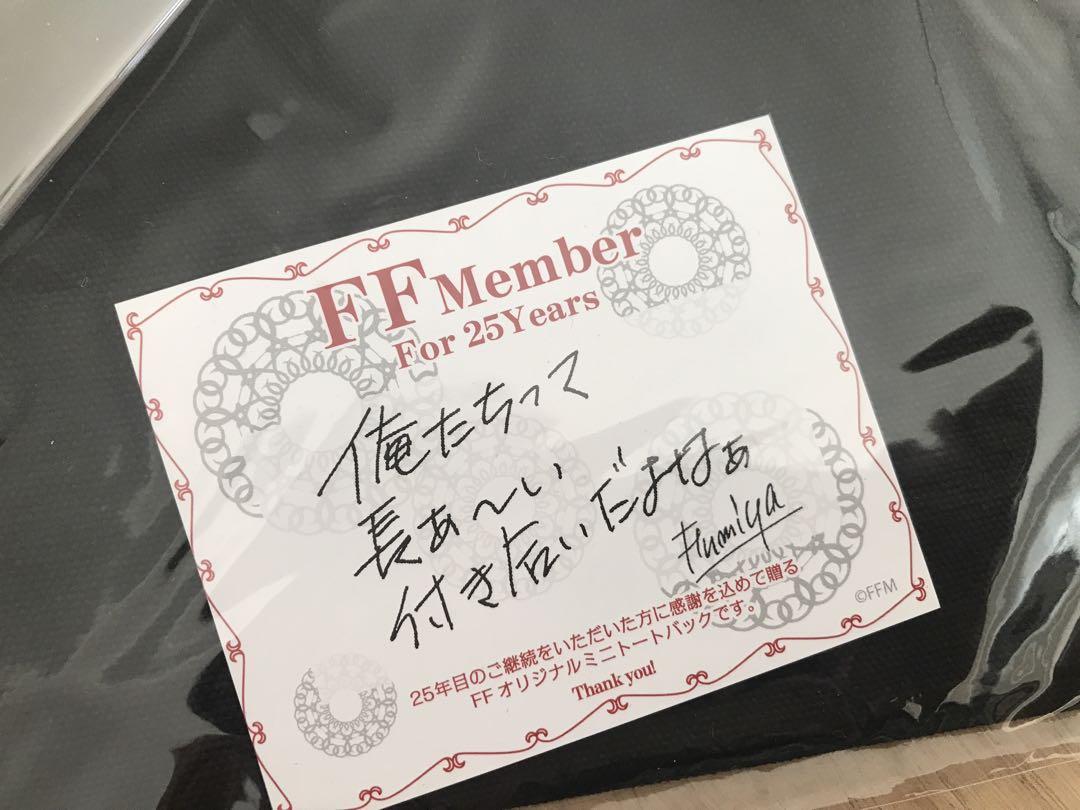 FF Member
For 25Years
俺たちって
長ぁ〜い
付き合いだよなぁ
Fumiya
25年目のご継続をいただいた方に感謝を込めて贈る
FFオリジナルミニトートバックです。
Thank you!
©FFM